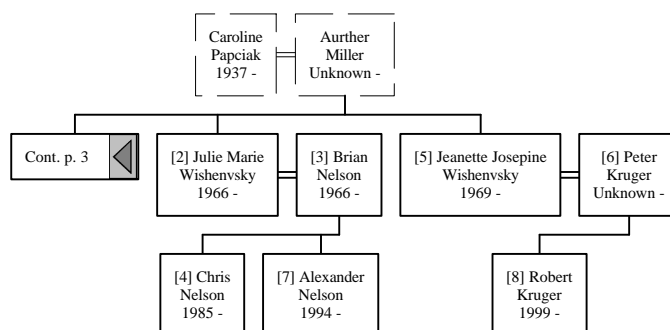 Caroline
Papciak
1937 -
Aurther
Miller
Unknown -
Cont. p. 3
[2] Julie Marie
Wishenvsky
1966 -
[3] Brian
Nelson
1966 -
[5] Jeanette Josepine
Wishenvsky
1969 -
[6] Peter
Kruger
Unknown -
[4] Chris
Nelson
1985 -
[7] Alexander
Nelson
1994 -
[8] Robert
Kruger
1999 -